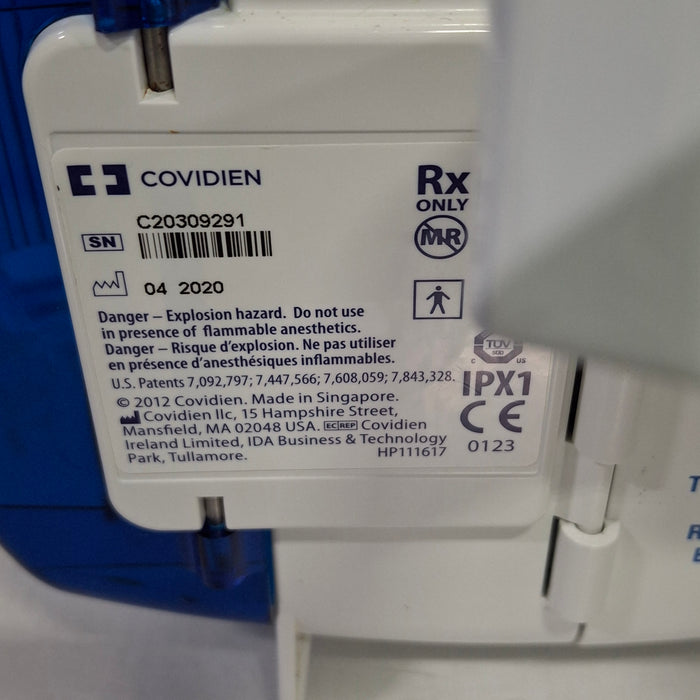 COVIDIEN
Rx
ONLY
C20309291
SN
MR
04 2020
Danger – Explosion hazard. Do not use
in presence of flammable anesthetics.
Danger – Risque d'explosion. Ne pas utiliser
en présence d'anesthésiques inflammables.
U.S. Patents 7,092,797; 7,447,566; 7,608,059; 7,843,328.
© 2012 Covidien. Made in Singapore.
Covidien llc, 15 Hampshire Street,
Mansfield, MA 02048 USA. EC REP Covidien
Ireland Limited, IDA Business & Technology
Park, Tullamore.
HP111617
TÜV
SÜD
C US
IPX1
CE
0123